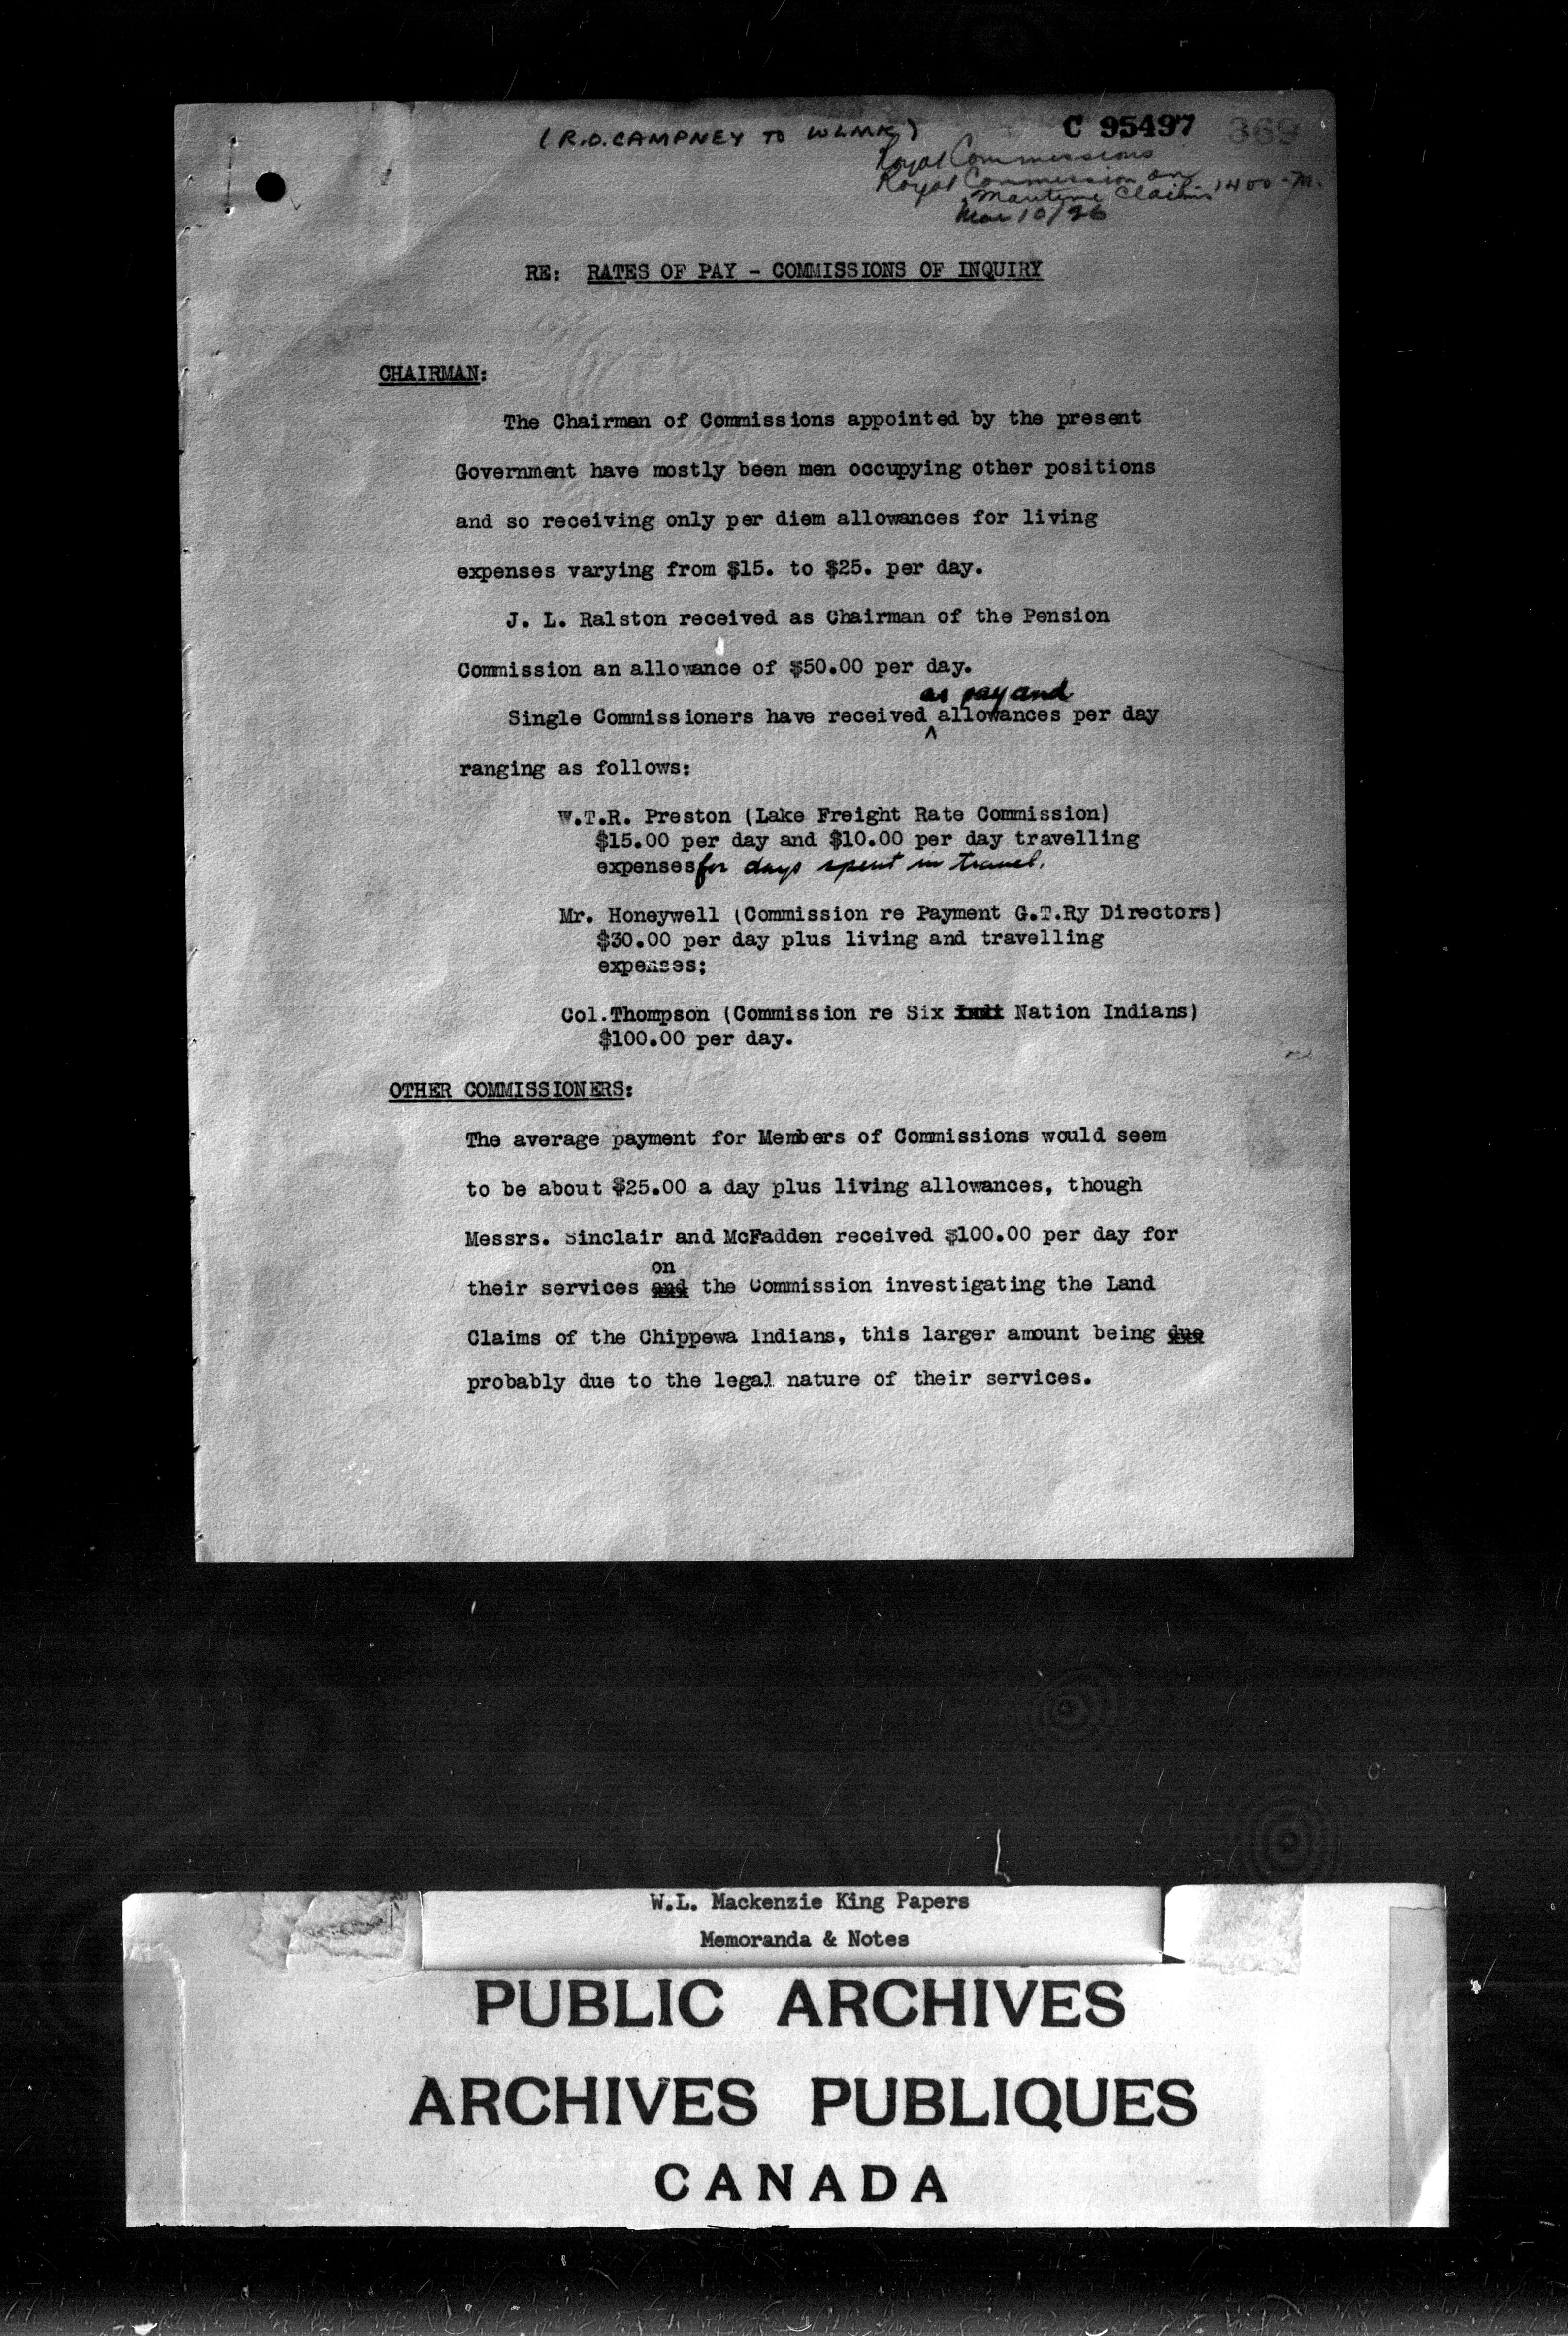 (R.O. CAMPNEY TO WLMK)
C 95497 369
Royal Commissions
Royal Commission on
Maritime Claims 1400-M.
Mar 10/26
RE: RATES OF PAY - COMMISSIONS OF INQUIRY
CHAIRMAN:
The Chairman of Commissions appointed by the present
Government have mostly been men occupying other positions
and so receiving only per diem allowances for living
expenses varying from $15. to $25. per day.
J. L. Ralston received as Chairman of the Pension
Commission an allowance of $50.00 per day.
as pay and
Single Commissioners have received ^ allowances per day
ranging as follows:
W.T.R. Preston (Lake Freight Rate Commission)
$15.00 per day and $10.00 per day travelling
expenses for days spent in travel.
Mr. Honeywell (Commission re Payment G.T.Ry Directors)
$30.00 per day plus living and travelling
expenses;
Col.Thompson (Commission re Six Indi Nation Indians)
$100.00 per day.
OTHER COMMISSIONERS:
The average payment for Members of Commissions would seem
to be about $25.00 a day plus living allowances, though
Messrs. Sinclair and McFadden received $100.00 per day for
on
their services and the Commission investigating the Land
Claims of the Chippewa Indians, this larger amount being due
probably due to the legal nature of their services.
W.L. Mackenzie King Papers
Memoranda & Notes
PUBLIC ARCHIVES
ARCHIVES PUBLIQUES
CANADA